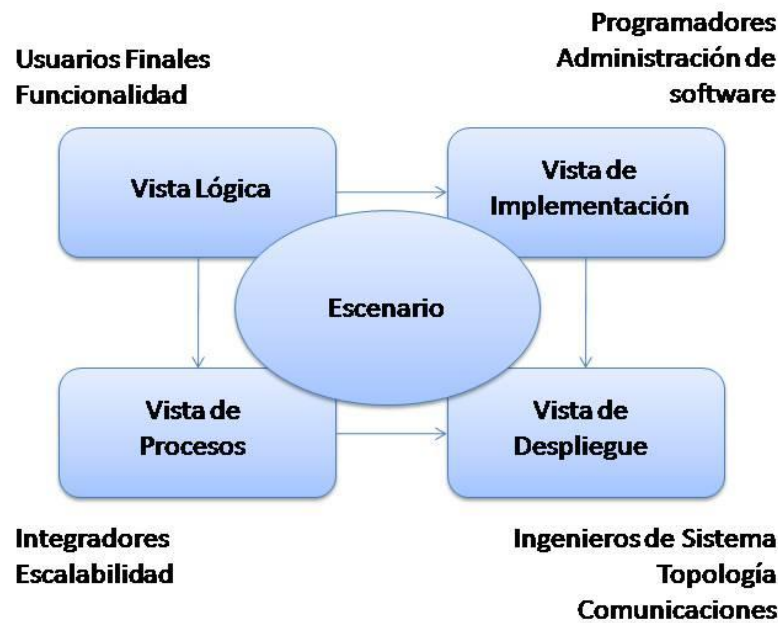 Programadores
Administración de
software
Usuarios Finales
Funcionalidad
Vista Lógica
Vista de
Implementación
Escenario
Vista de
Procesos
Vista de
Despliegue
Integradores
Escalabilidad
Ingenieros de Sistema
Topología
Comunicaciones